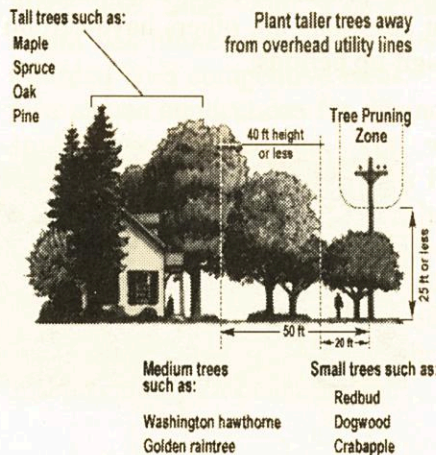 Tall trees such as:
Maple
Spruce
Oak
Pine
Plant taller trees away
from overhead utility lines
40 ft height
or less
Tree Pruning
Zone
25 ft or less
50 ft
20 ft
Medium trees
such as:
Washington hawthorne
Golden raintree
Small trees such as:
Redbud
Dogwood
Crabapple